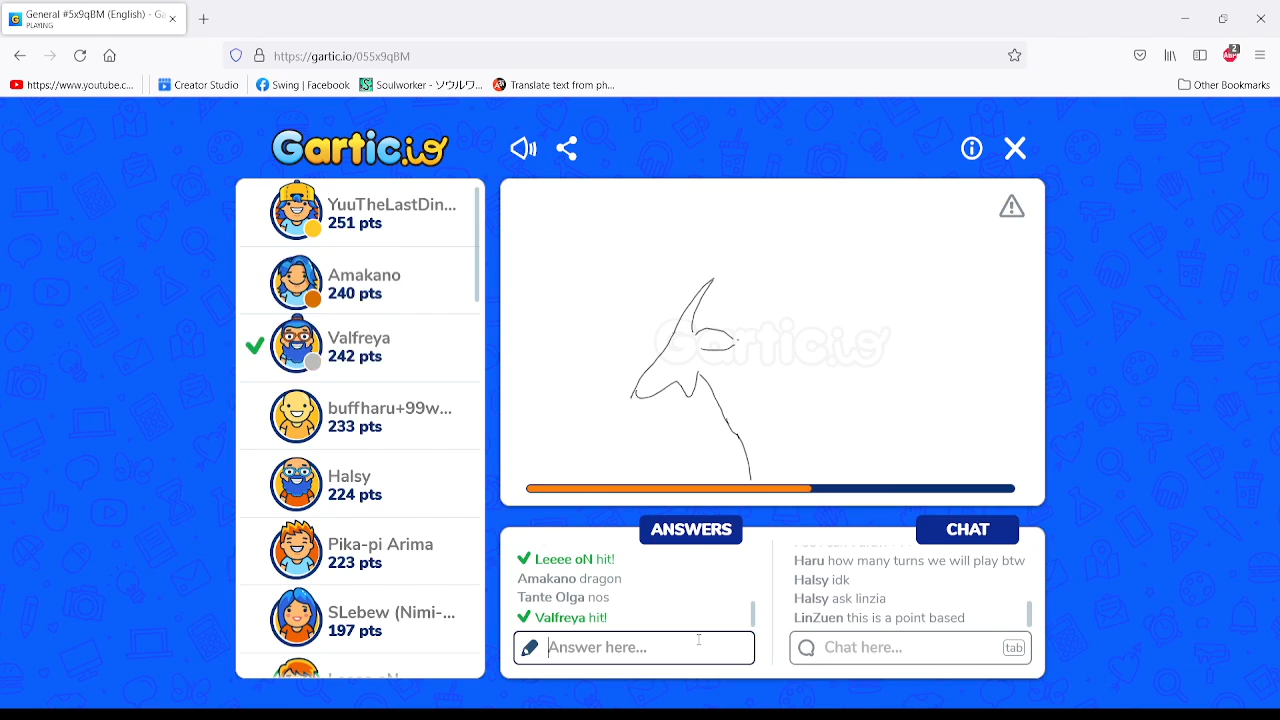 General #5x9qBM (English) - Ga
PLAYING
https://gartic.io/055x9qBM
2
https://www.youtube.c...
Creator Studio
Swing | Facebook
Soulworker - ソウルワ...
Translate text from ph...
Other Bookmarks
Gartic.io
YuuTheLastDin...
251 pts
Amakano
240 pts
Valfreya
242 pts
buffharu+99w...
233 pts
Halsy
224 pts
Pika-pi Arima
223 pts
SLebew (Nimi-...
197 pts
Gartic.io
ANSWERS
Leeee oN hit!
Amakano dragon
Tante Olga nos
Valfreya hit!
Answer here...
CHAT
Haru how many turns we will play btw
Halsy idk
Halsy ask linzia
LinZuen this is a point based
Chat here...
tab